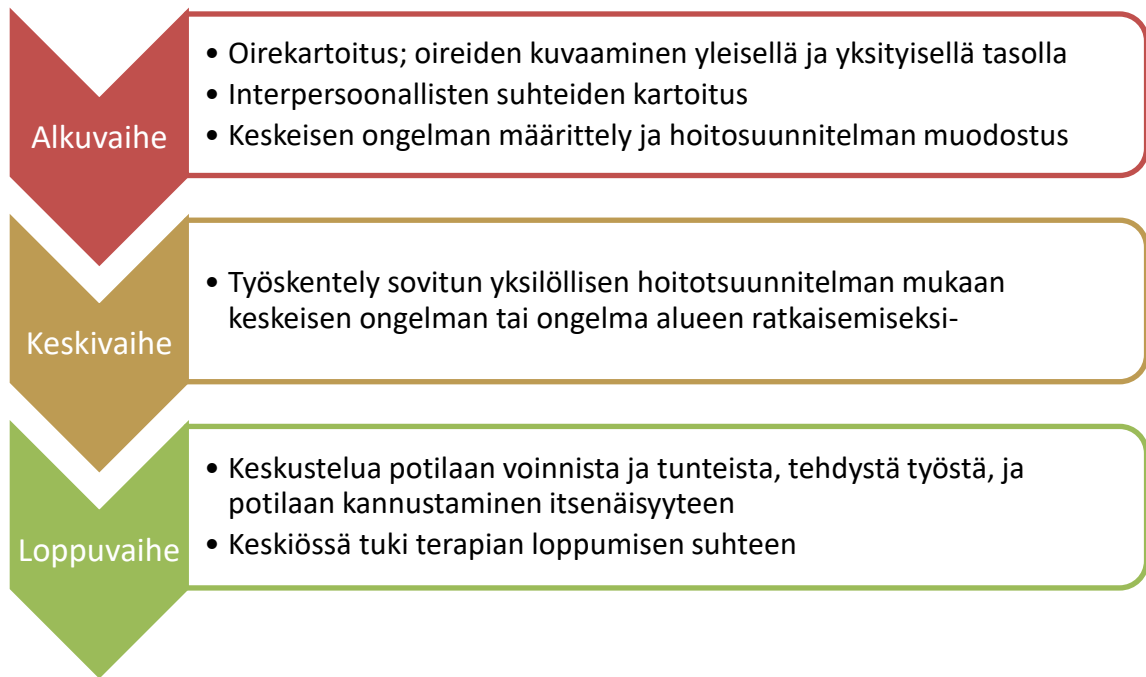 Alkuvaihe
• Oirekartoitus; oireiden kuvaaminen yleisellä ja yksityisellä tasolla
• Interpersoonallisten suhteiden kartoitus
• Keskeisen ongelman määrittely ja hoitosuunnitelman muodostus
Keskivaihe
• Työskentely sovitun yksilöllisen hoitotsuunnitelman mukaan
keskeisen ongelman tai ongelma alueen ratkaisemiseksi-
Loppuvaihe
• Keskustelua potilaan voinnista ja tunteista, tehdystä työstä, ja
potilaan kannustaminen itsenäisyyteen
• Keskiössä tuki terapian loppumisen suhteen